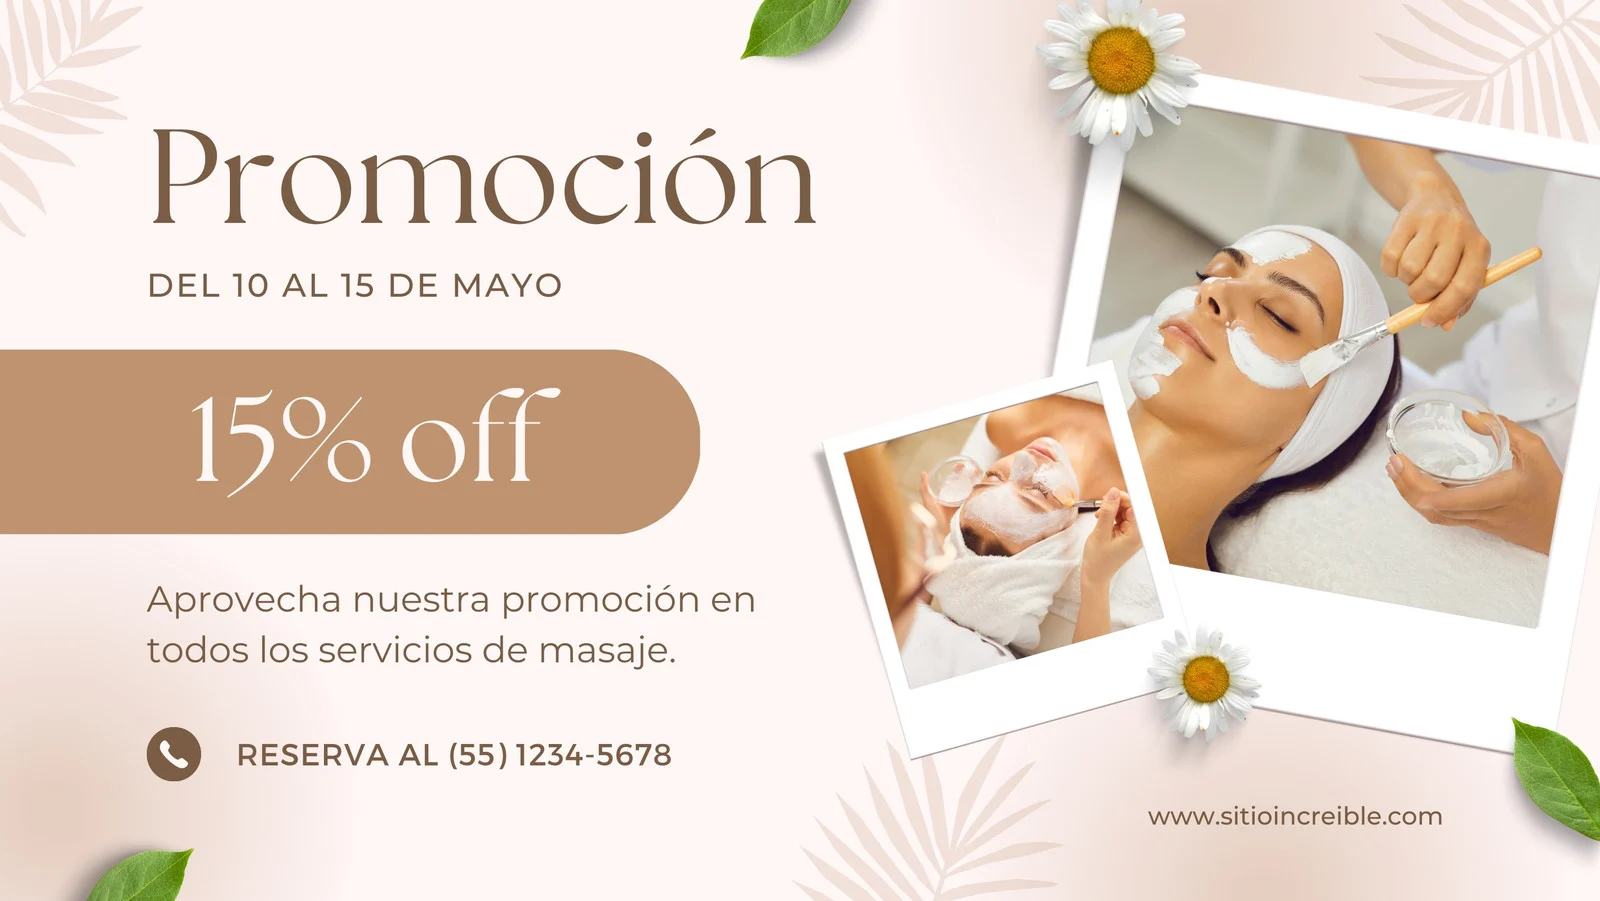 Promoción
DEL 10 AL 15 DE MAYO
15% off
Aprovecha nuestra promoción en
todos los servicios de masaje.
RESERVA AL (55) 1234-5678
www.sitioincreible.com